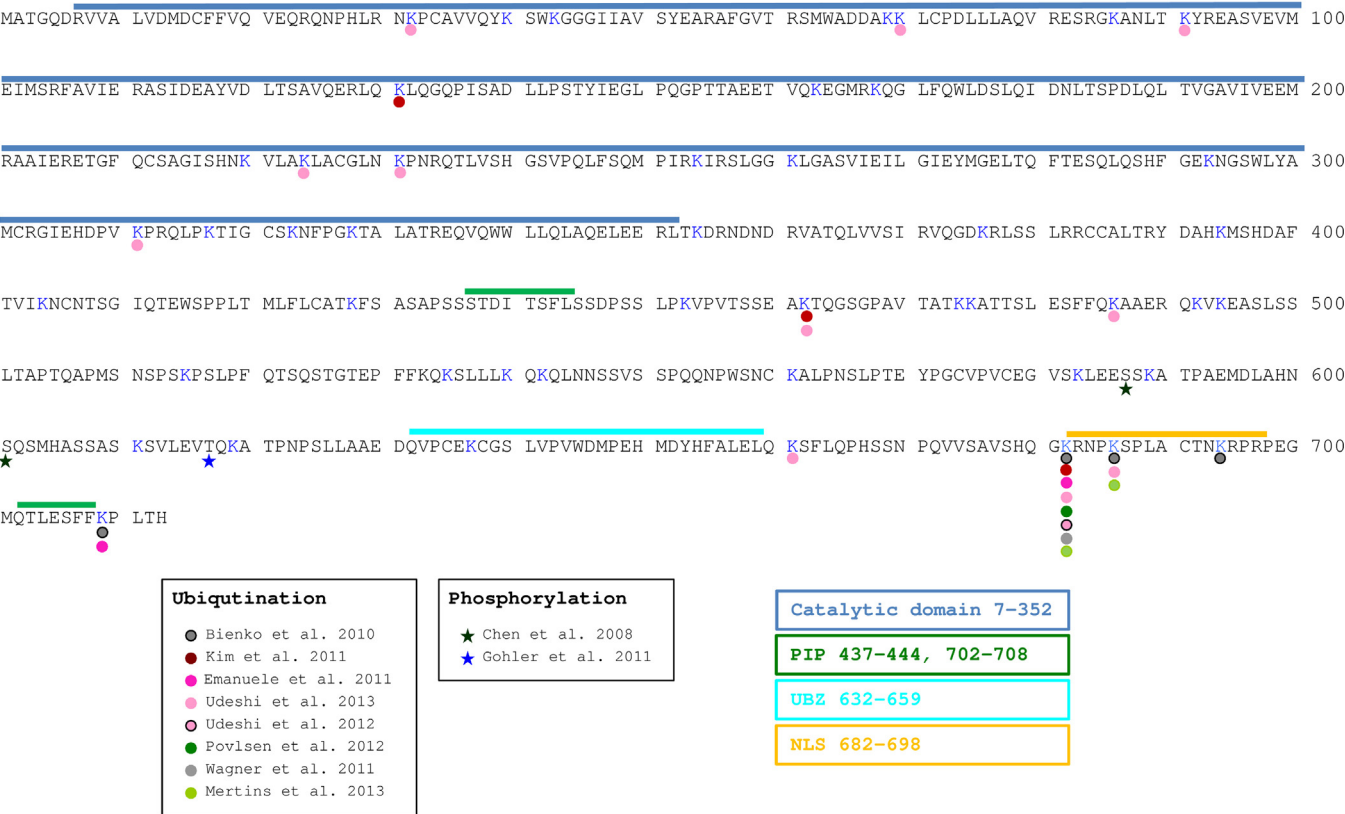 MATGQDRVVA LVDMDCFFVQ VEQRQNPHLR NKPCAVVQYK SWKGGGIIAV SYEARAFGVT RSMWADDAKK LCPDLLLAQV RESRGKANLT KYREASVEVM 100
EIMSRFAVIE RASIDEAYVD LTSAVQERLQ KLQGQPISAD LLPSTYIEGL PQGPTTAEET VQKEGMRKQG LFQWLDSLQI DNLTSPDLQL TVGAVIVEEM 200
RAAIERETGF QCSAGISHNK VLAKLACGLN KPNRQTLVSH GSVPQLFSQM PIRKIRSLGG KLGASVIEIL GIEYMGELTQ FTESQLQSHF GEKNGSWLYA 300
MCRGIEHDPV KPRQLPKTIG CSKNFPGKTA LATREQVQWW LLQLAQELEE RLTKDRNDND RVATQLVVSI RVQGDKRLSS LRRCCALTRY DAHKMSHDAF 400
TVIKNCNTSG IQTEWSPPLT MLFLCATKFS ASAPSSSTDI TSFLSSDPSS LPKVPVTSSE AKTQGSGPAV TATKKATTSL ESFFQKAAER QKVKEASLSS 500
LTAPTQAPMS NSPSKPSLPF QTSQSTGTEP FFKQKSLLLK QKQLNNSSVS SPQQNPWSNC KALPNSLPTE YPGCVPVCEG VSKLEESSKA TPAEMDLAHN 600
SQSMHASSAS KSVLEVTQKA TPNPSLLAAE DQVPCEKCGS LVPVWDMPEH MDYHFALELQ KSFLQPHSSN PQVVSAVSHQ GKRNPKSPLA CTNKRPRPEG 700
MQTLESFFKP LTH
Ubiqutination
Bienko et al. 2010
Kim et al. 2011
Emanuele et al. 2011
Udeshi et al. 2013
Udeshi et al. 2012
Povlsen et al. 2012
Wagner et al. 2011
Mertins et al. 2013
Phosphorylation
Chen et al. 2008
Gohler et al. 2011
Catalytic domain 7-352
PIP 437-444, 702-708
UBZ 632-659
NLS 682-698